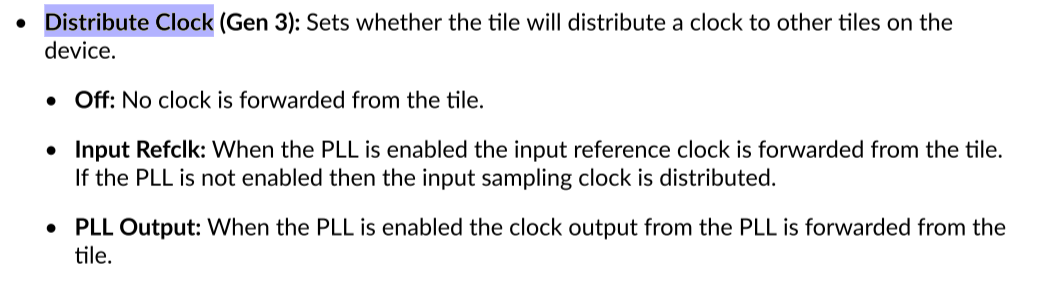 • Distribute Clock (Gen 3): Sets whether the tile will distribute a clock to other tiles on the
device.
• Off: No clock is forwarded from the tile.
• Input Refclk: When the PLL is enabled the input reference clock is forwarded from the tile.
If the PLL is not enabled then the input sampling clock is distributed.
• PLL Output: When the PLL is enabled the clock output from the PLL is forwarded from the
tile.